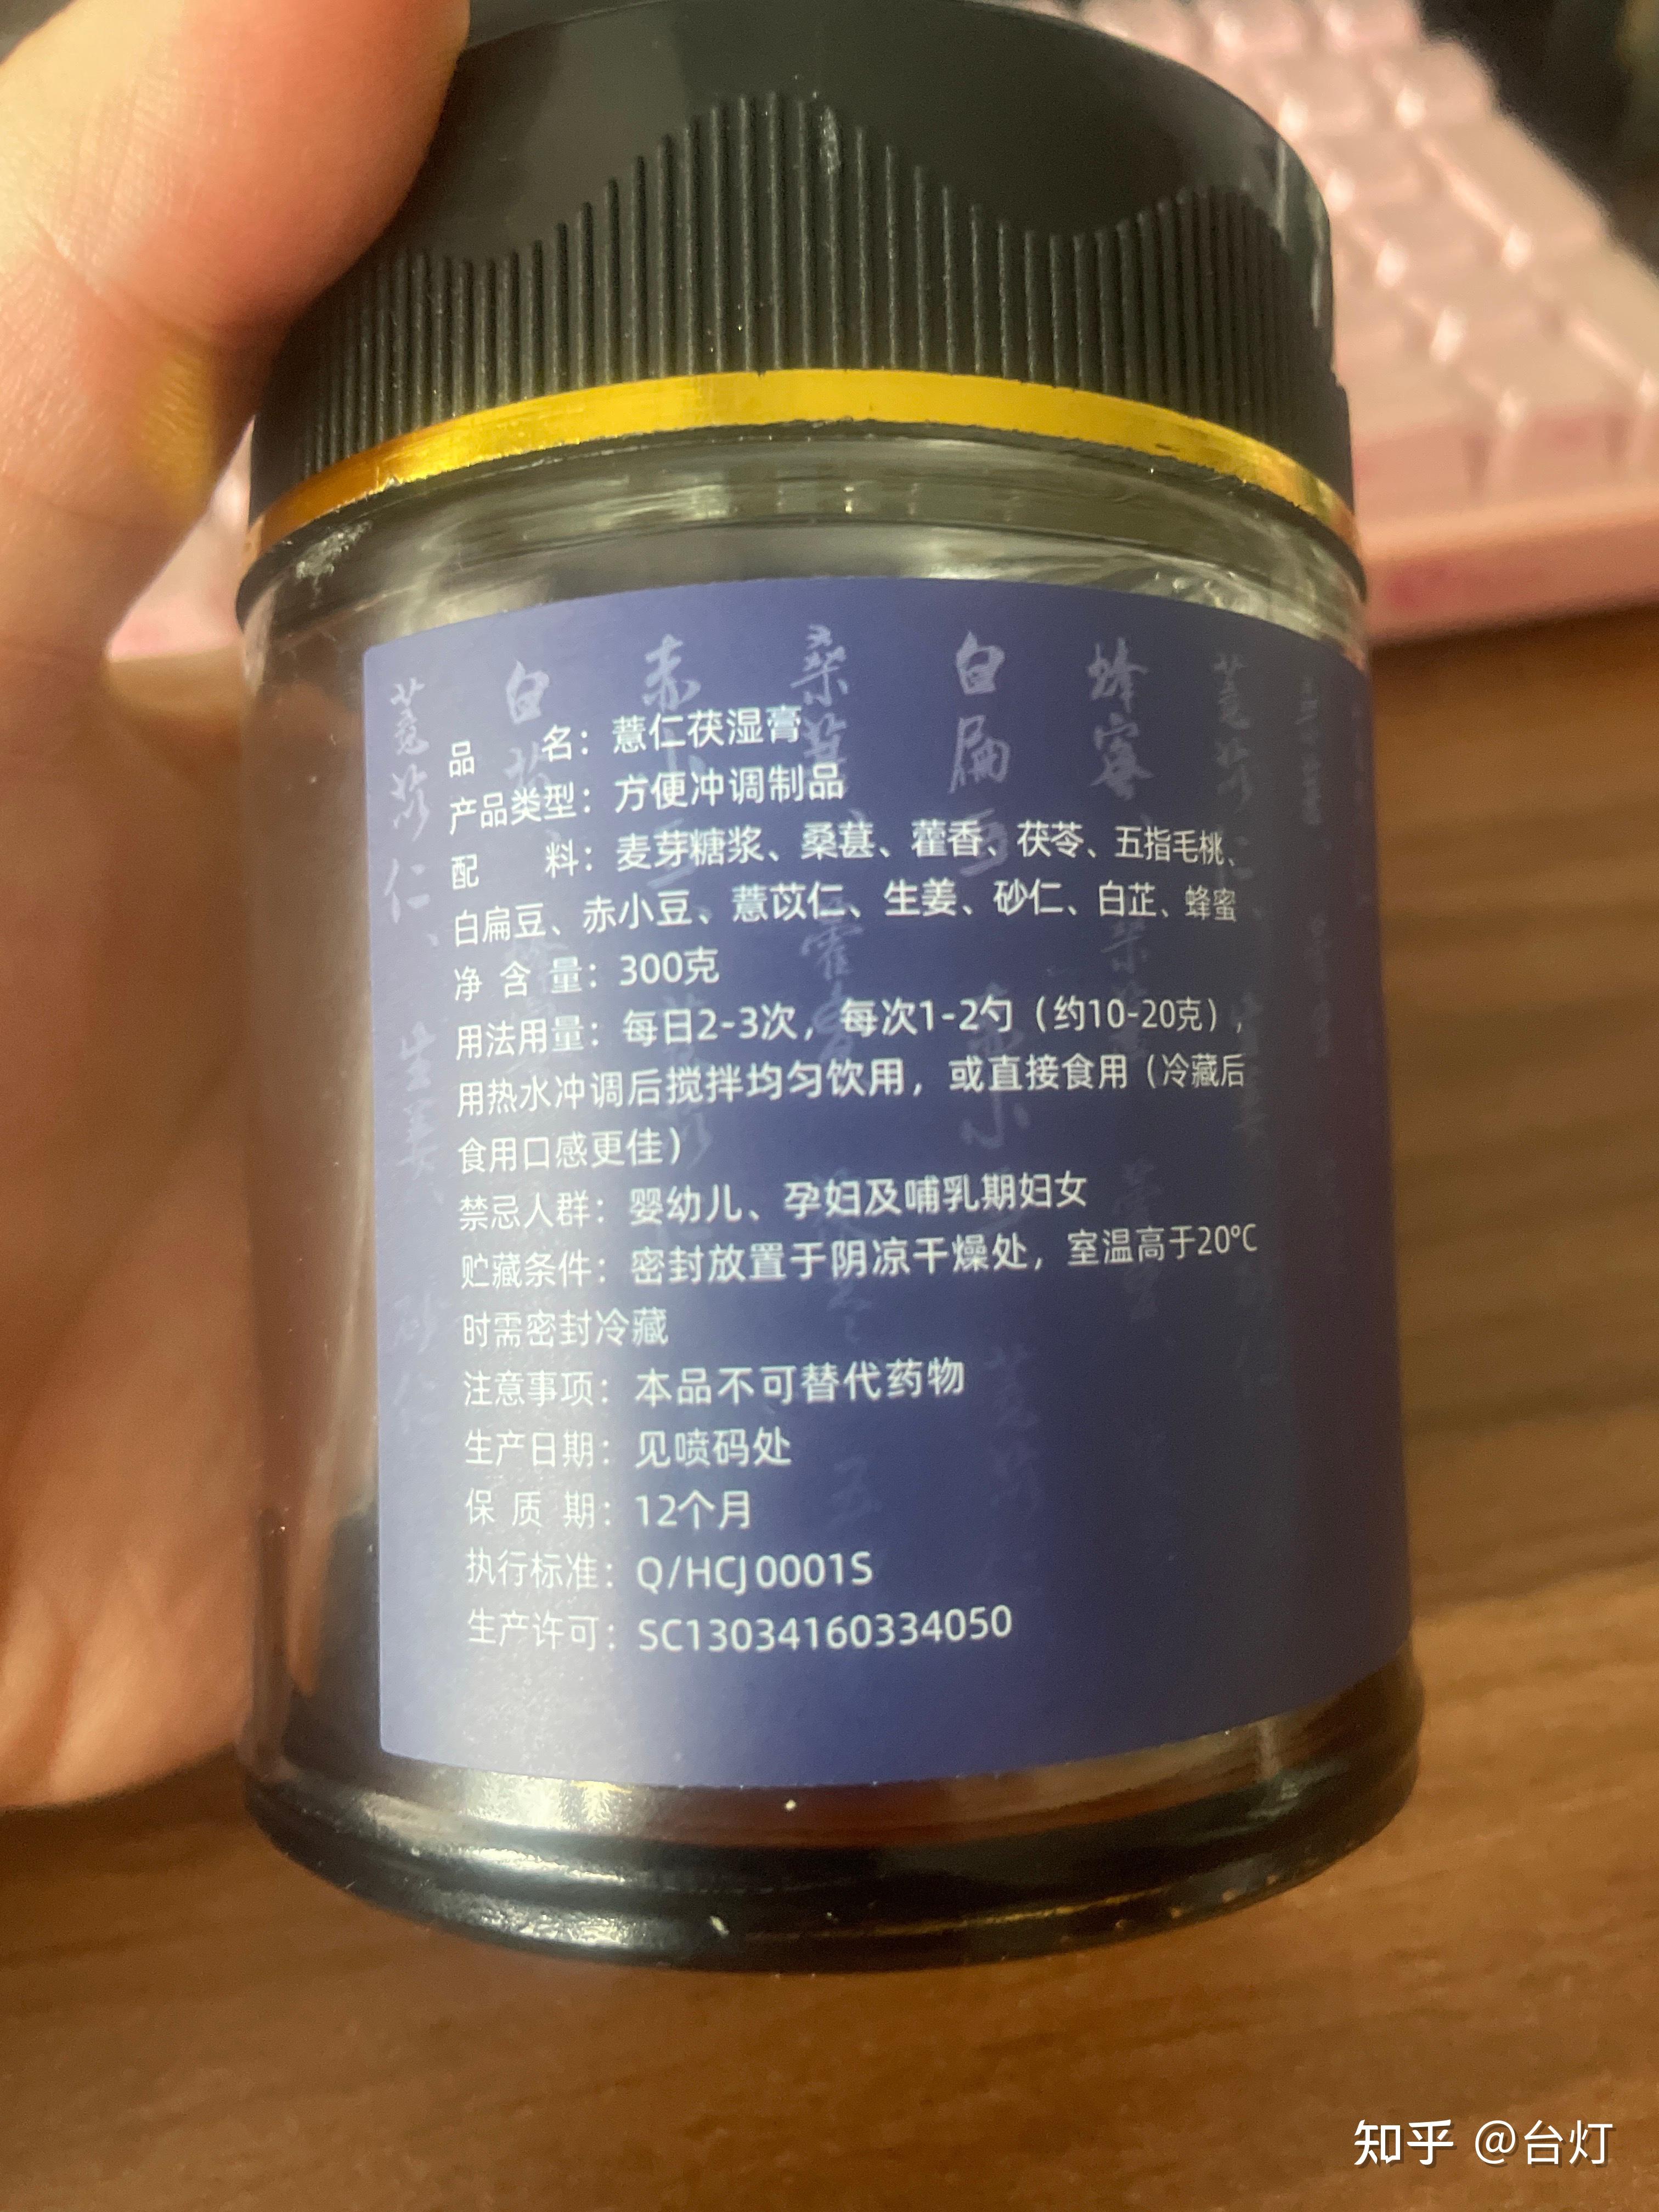 品名：薏仁茯湿膏
产品类型：方便冲调制品
配料：麦芽糖浆、桑葚、藿香、茯苓、五指毛桃、
白扁豆、赤小豆、薏苡仁、生姜、砂仁、白芷、蜂蜜
净含量：300克
用法用量：每日2-3次，每次1-2勺（约10-20克），
用热水冲调后搅拌均匀饮用，或直接食用（冷藏后
食用口感更佳）
禁忌人群：婴幼儿、孕妇及哺乳期妇女
贮藏条件：密封放置于阴凉干燥处，室温高于20℃
时需密封冷藏
注意事项：本品不可替代药物
生产日期：见喷码处
保质期：12个月
执行标准：Q/HCJ0001S
生产许可：SC13034160334050
知乎 @台灯